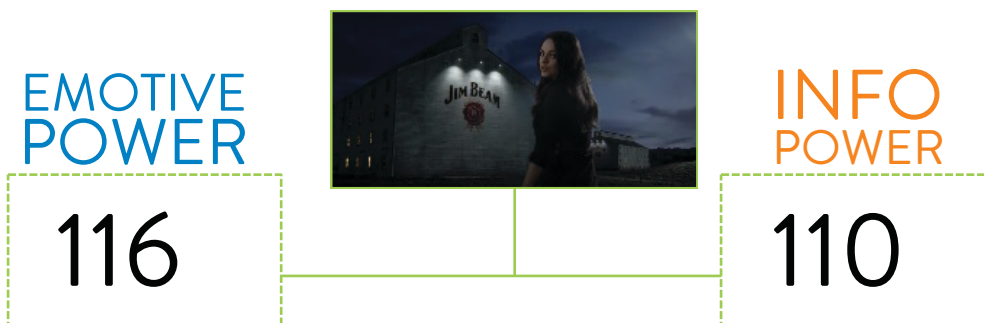 EMOTIVE
POWER
116
JIM BEAM
INFO
POWER
110